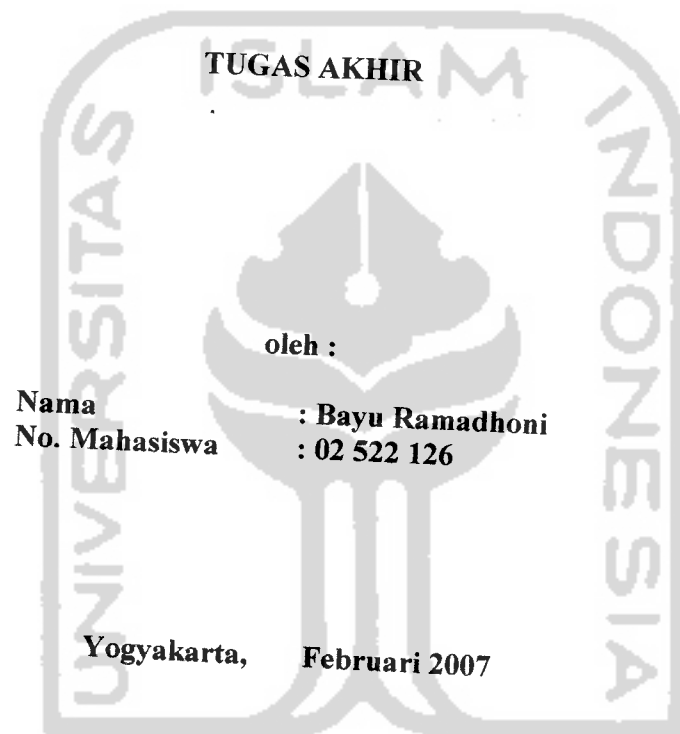 UNIVERSITAS ISLAM INDONESIA
TUGAS AKHIR
oleh :
Nama : Bayu Ramadhoni
No. Mahasiswa : 02 522 126
Yogyakarta, Februari 2007